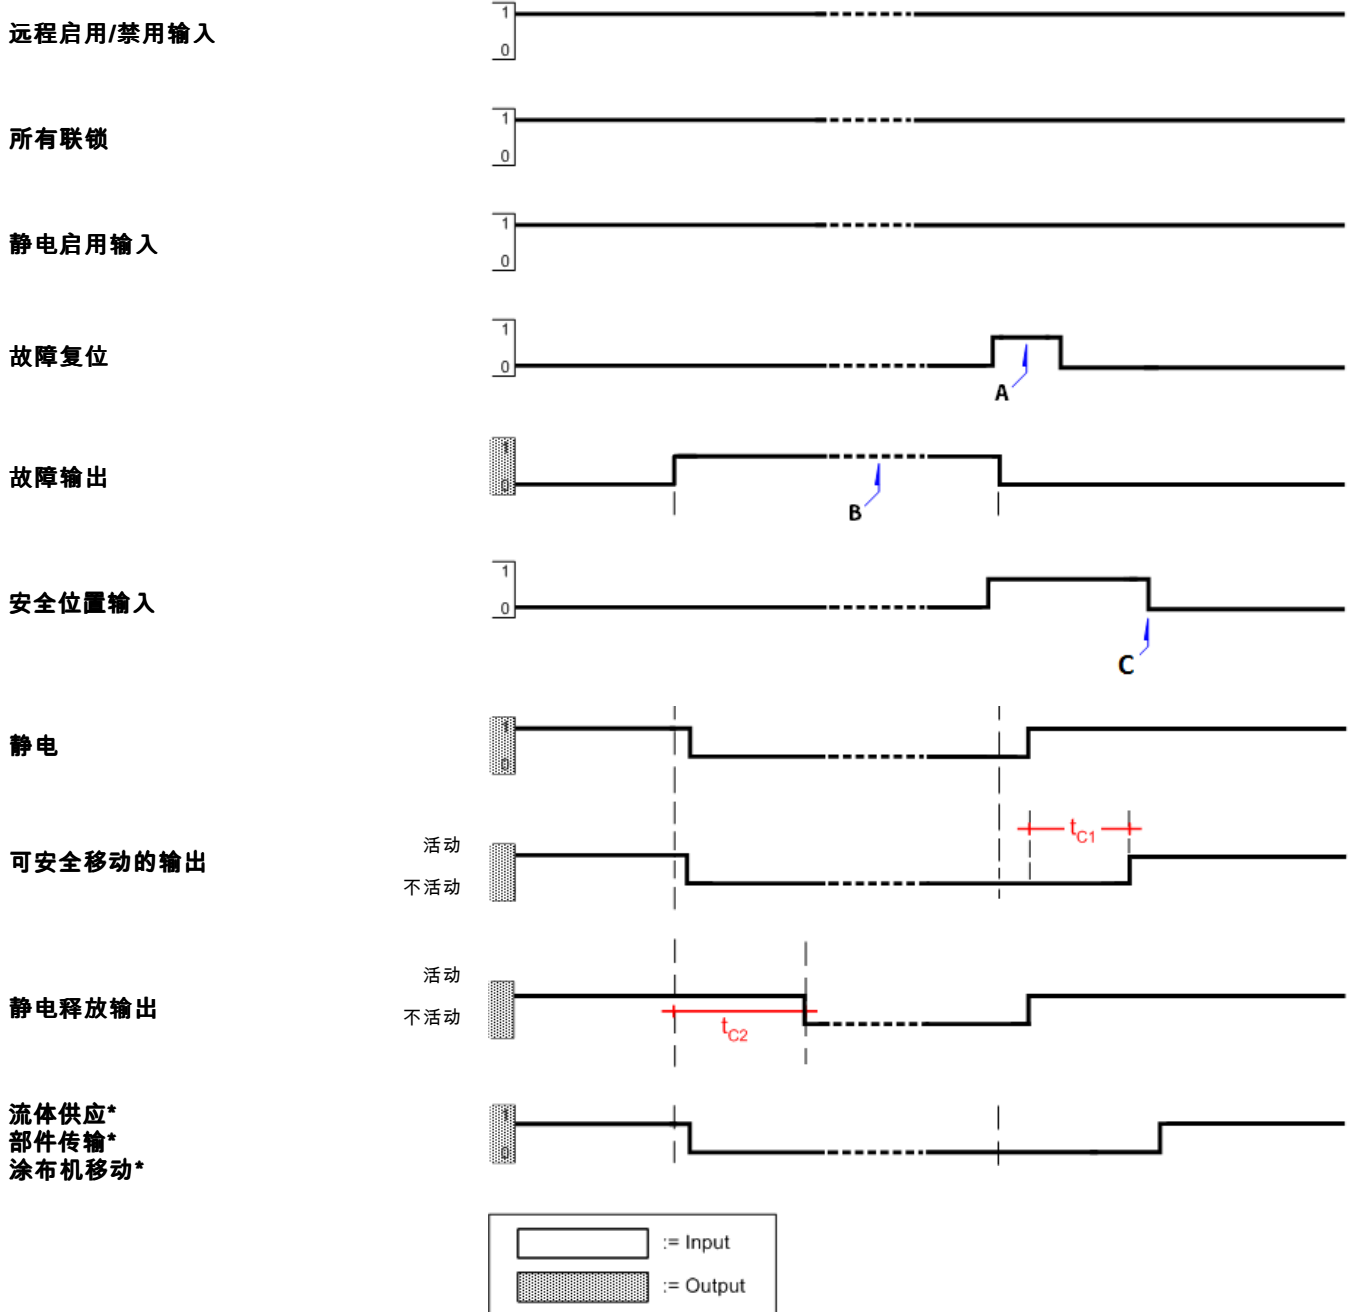 远程启用/禁用输入
1
0
所有联锁
1
0
静电启用输入
1
0
故障复位
1
0
A
故障输出
1
0
B
安全位置输入
1
0
C
静电
1
0
可安全移动的输出
活动
不活动
tC1
静电释放输出
活动
不活动
tC2
流体供应*
部件传输*
涂布机移动*
1
0
:= Input
:= Output